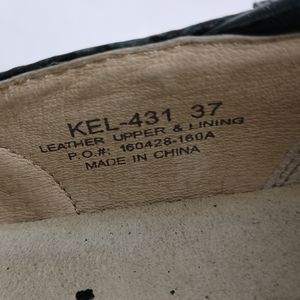 KEL-431 37
LEATHER UPPER & LINING
P.O.#: 160428-160A
MADE IN CHINA